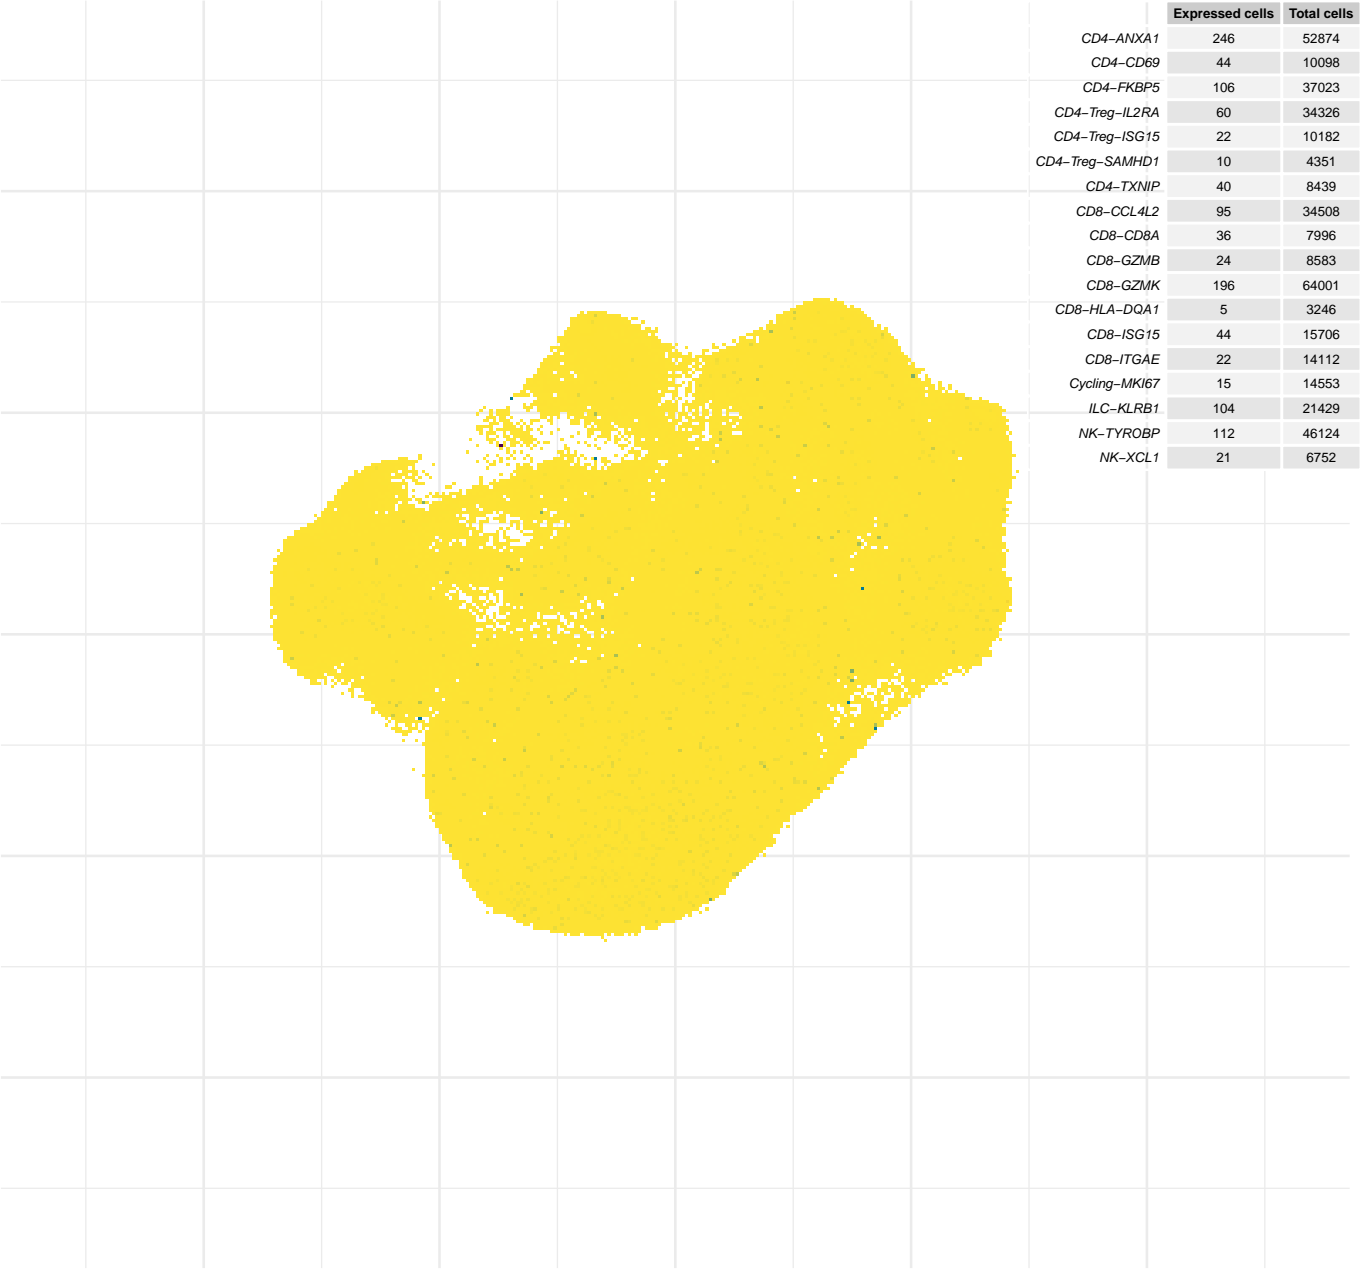 Expressed cells Total cells
CD4−ANXA1 246 52874
CD4−CD69 44 10098
CD4−FKBP5 106 37023
CD4−Treg−IL2RA 60 34326
CD4−Treg−ISG15 22 10182
CD4−Treg−SAMHD1 10 4351
CD4−TXNIP 40 8439
CD8−CCL4L2 95 34508
CD8−CD8A 36 7996
CD8−GZMB 24 8583
CD8−GZMK 196 64001
CD8−HLA−DQA1 5 3246
CD8−ISG15 44 15706
CD8−ITGAE 22 14112
Cycling−MKI67 15 14553
ILC−KLRB1 104 21429
NK−TYROBP 112 46124
NK−XCL1 21 6752